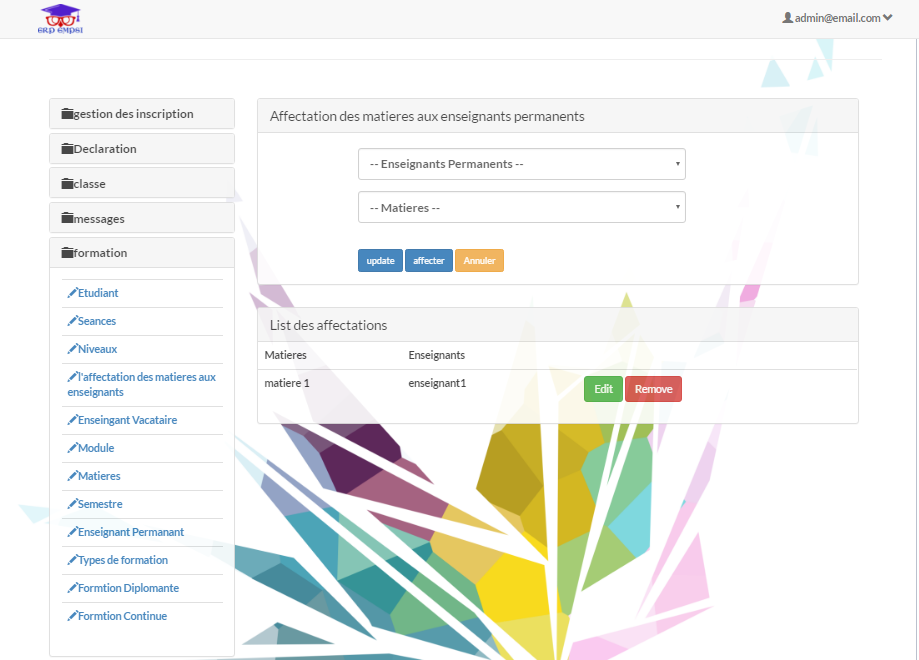 ERP EMPSI
admin@email.com
gestion des inscription
Declaration
classe
messages
formation
Etudiant
Seances
Niveaux
l'affectation des matieres aux
enseignants
Enseingant Vacataire
Module
Matieres
Semestre
Enseignant Permanant
Types de formation
Formtion Diplomante
Formtion Continue
Affectation des matieres aux enseignants permanents
-- Enseignants Permanents --
-- Matieres --
update affecter Annuler
List des affectations
Matieres Enseignants
matiere 1 enseignant1 Edit Remove